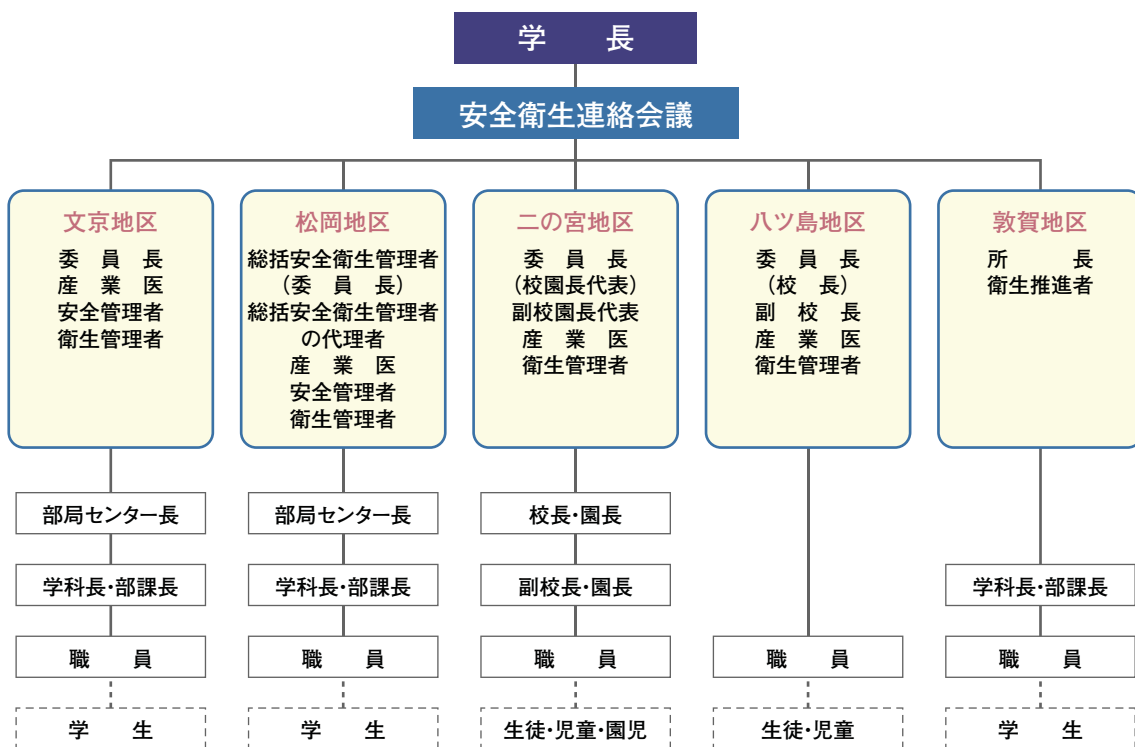 学　長
安全衛生連絡会議
文京地区
委　員　長
産　業　医
安全管理者
衛生管理者
松岡地区
総括安全衛生管理者
（委　員　長）
総括安全衛生管理者
の代理者
産　業　医
安全管理者
衛生管理者
二の宮地区
委　員　長
（校園長代表）
副校園長代表
産　業　医
衛生管理者
八ツ島地区
委　員　長
（校　長）
副　校　長
産　業　医
衛生管理者
敦賀地区
所　　　長
衛生推進者
部局センター長
部局センター長
校長・園長
学科長・部課長
学科長・部課長
副校長・園長
学科長・部課長
職　員
職　員
職　員
職　員
職　員
学　生
学　生
生徒・児童・園児
生徒・児童
学　生